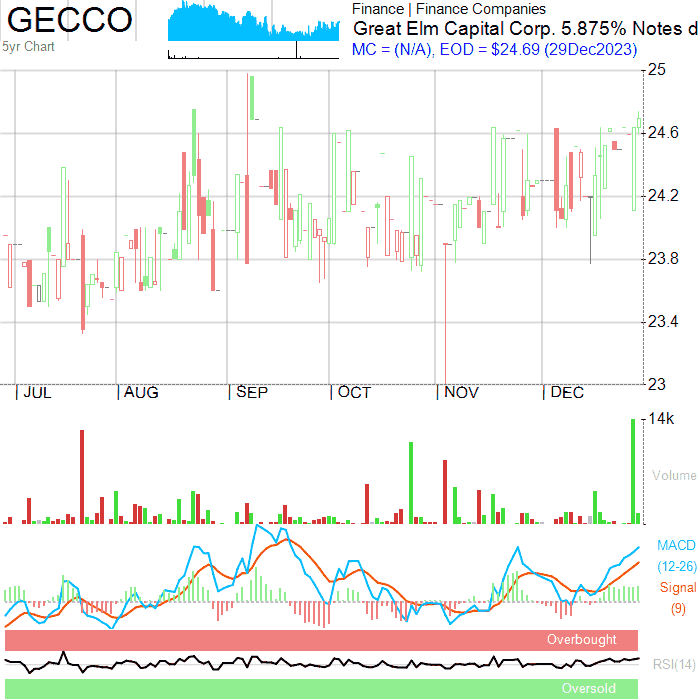 GECCO
5yr Chart
Finance | Finance Companies
Great Elm Capital Corp. 5.875% Notes d
MC = (N/A), EOD = $24.69 (29Dec2023)
25
24.6
24.2
23.8
23.4
23
| JUL | AUG | SEP | OCT | NOV | DEC
14k
Volume
MACD
(12-26)
Signal
(9)
Overbought
RSI(14)
Oversold